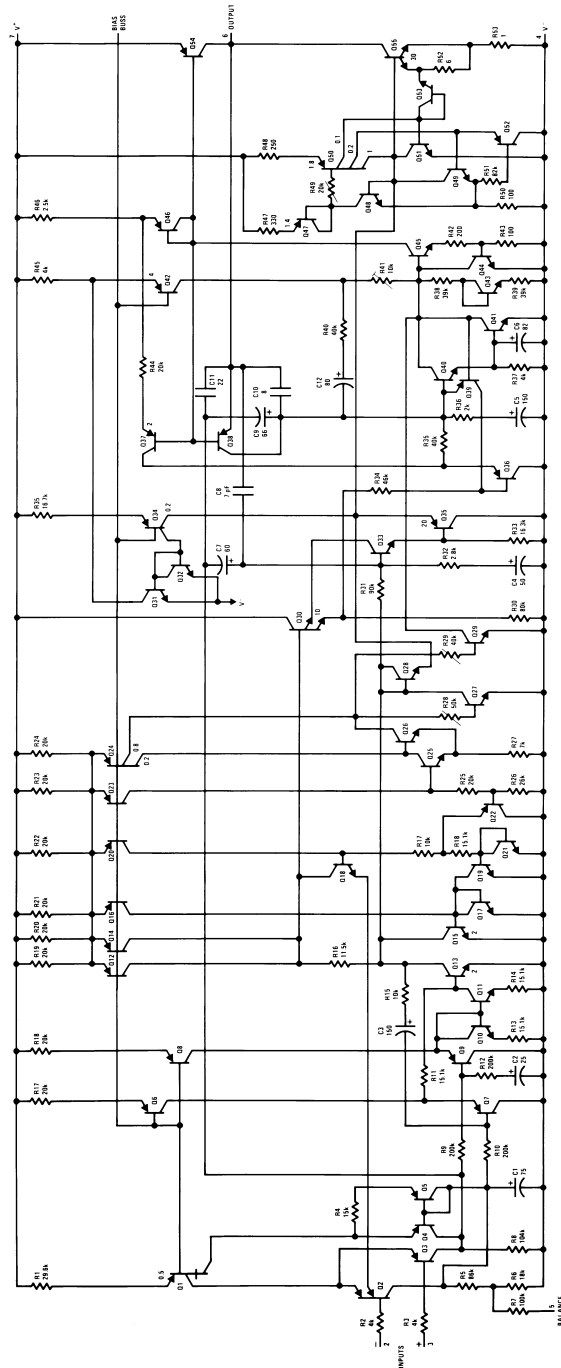 7 V+
BIAS
BUSS
6 OUTPUT
4 V−
INPUTS
− 2
+ 3
5
BALANCE
R1
29.6k
R17
20k
R18
20k
R19
20k
R20
20k
R21
20k
R22
20k
R23
20k
R24
20k
R35
16.7k
R45
4k
R46
2.5k
Q1
0.5
Q6
Q8
Q12
Q14
Q16
Q20
Q23
Q24
0.8
0.2
Q31
Q32
V−
Q34
0.2
Q42
4
Q46
Q54
R44
20k
Q37
2
Q38
C11
22
C9
66
C10
8
C7
60
C8
7 pF
R47
330
R48
250
Q47
1.4
R49
20k
Q50
1.8
0.1
0.2
1
Q48
Q49
Q51
Q52
Q53
Q55
30
R52
6
R53
1
R51
82k
R50
100
R2
4k
R3
4k
Q2
Q3
Q4
Q5
R4
15k
R5
86k
R6
18k
R7
100k
R8
104k
C1
75
R9
200k
R10
200k
Q7
Q9
R11
15.1k
R12
200k
C2
25
C3
150
R15
10k
Q10
Q11
R13
15.1k
R14
15.1k
Q13
2
R16
11.5k
Q15
2
Q17
Q18
Q19
Q21
Q22
R17
10k
R18
15.1k
R25
20k
R26
26k
Q25
Q26
R27
7k
Q27
R28
50k
Q28
R29
40k
Q29
Q30
10
R30
80k
R31
90k
Q33
R32
2.8k
C4
50
R33
16.3k
Q35
20
R34
46k
Q36
R35
40k
R36
2k
C5
150
Q39
Q40
R37
4k
C6
82
Q41
C12
80
R40
40k
R41
10k
R38
39k
R39
39k
Q43
Q44
Q45
R42
200
R43
100